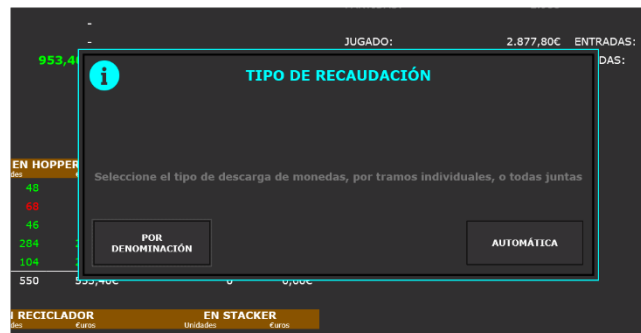 -
-
JUGADO: 2.877,80€ ENTRADAS:
953,4
DAS:
TIPO DE RECAUDACIÓN
EN HOPPER
des
Seleccione el tipo de descarga de monedas, por tramos individuales, o todas juntas
48
68
46
284
104
POR
DENOMINACIÓN
AUTOMÁTICA
550
RECICLADOR EN STACKER
des €uros Unidades €uros